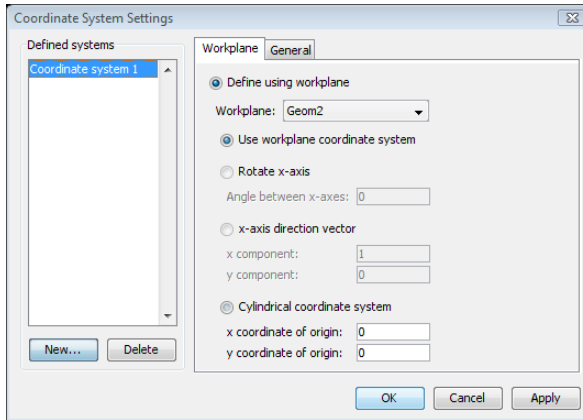 Coordinate System Settings
Defined systems
Coordinate system 1
New...
Delete
Workplane
General
Define using workplane
Workplane: Geom2
Use workplane coordinate system
Rotate x-axis
Angle between x-axes: 0
x-axis direction vector
x component: 1
y component: 0
Cylindrical coordinate system
x coordinate of origin: 0
y coordinate of origin: 0
OK
Cancel
Apply